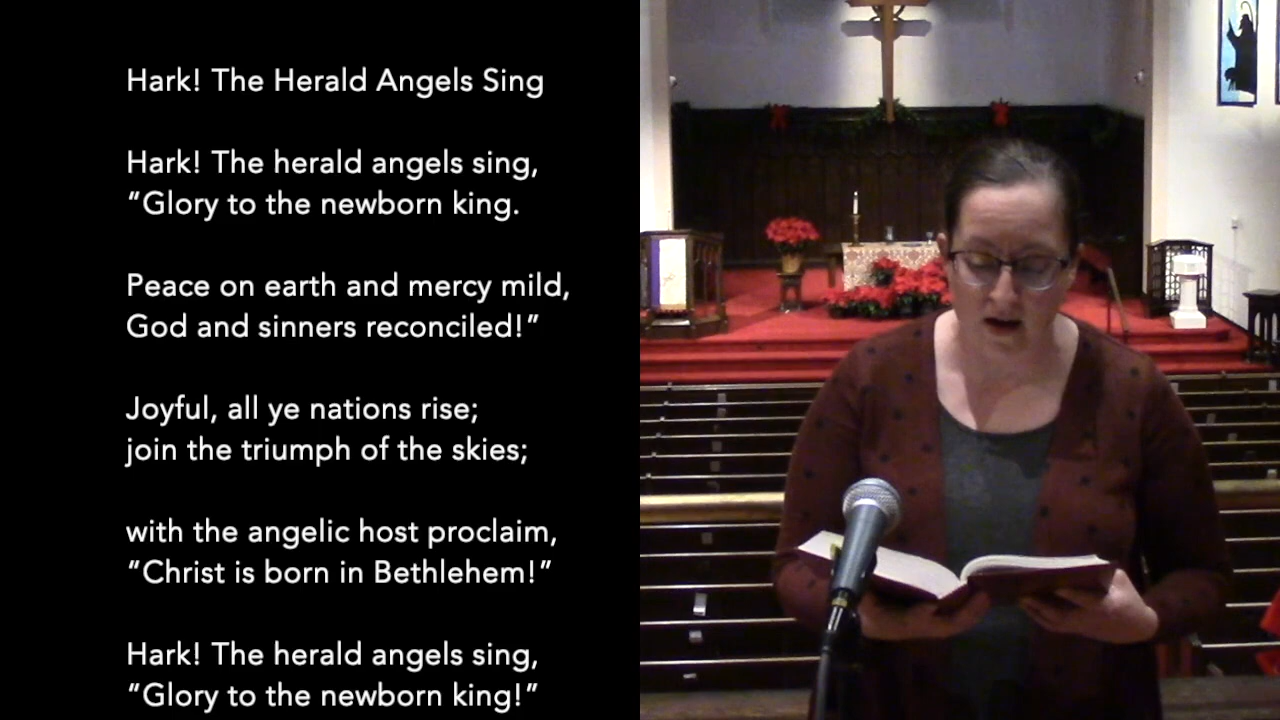 Hark! The Herald Angels Sing
Hark! The herald angels sing,
“Glory to the newborn king.
Peace on earth and mercy mild,
God and sinners reconciled!”
Joyful, all ye nations rise;
join the triumph of the skies;
with the angelic host proclaim,
“Christ is born in Bethlehem!”
Hark! The herald angels sing,
“Glory to the newborn king!”